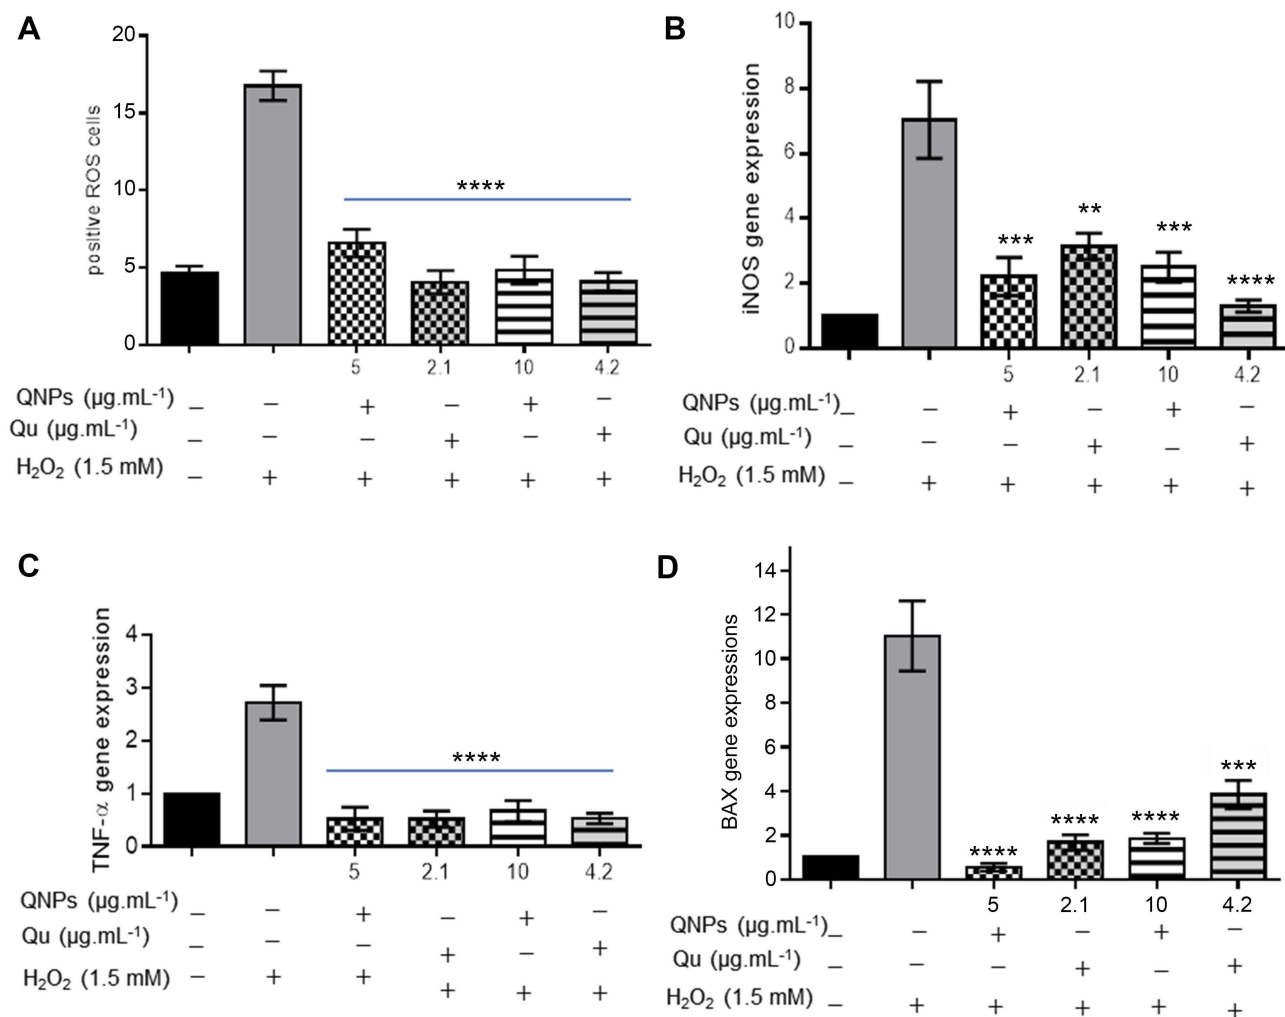 A
20
15
10
5
0
positive ROS cells
****
5 2.1 10 4.2
QNPs (µg.mL⁻¹) – – + – + –
Qu (µg.mL⁻¹) – – – + – +
H₂O₂ (1.5 mM) – + + + + +
B
10
8
6
4
2
0
iNOS gene expression
*** ** *** ****
5 2.1 10 4.2
QNPs (µg.mL⁻¹) – – + – + –
Qu (µg.mL⁻¹) – – – + – +
H₂O₂ (1.5 mM) – + + + + +
C
4
3
2
1
0
TNF-α gene expression
****
5 2.1 10 4.2
QNPs (µg.mL⁻¹) – – + – + –
Qu (µg.mL⁻¹) – – – + – +
H₂O₂ (1.5 mM) – + + + + +
D
14
12
10
8
6
4
2
0
BAX gene expressions
**** **** **** ***
5 2.1 10 4.2
QNPs (µg.mL⁻¹) – – + – + –
Qu (µg.mL⁻¹) – – – + – +
H₂O₂ (1.5 mM) – + + + + +